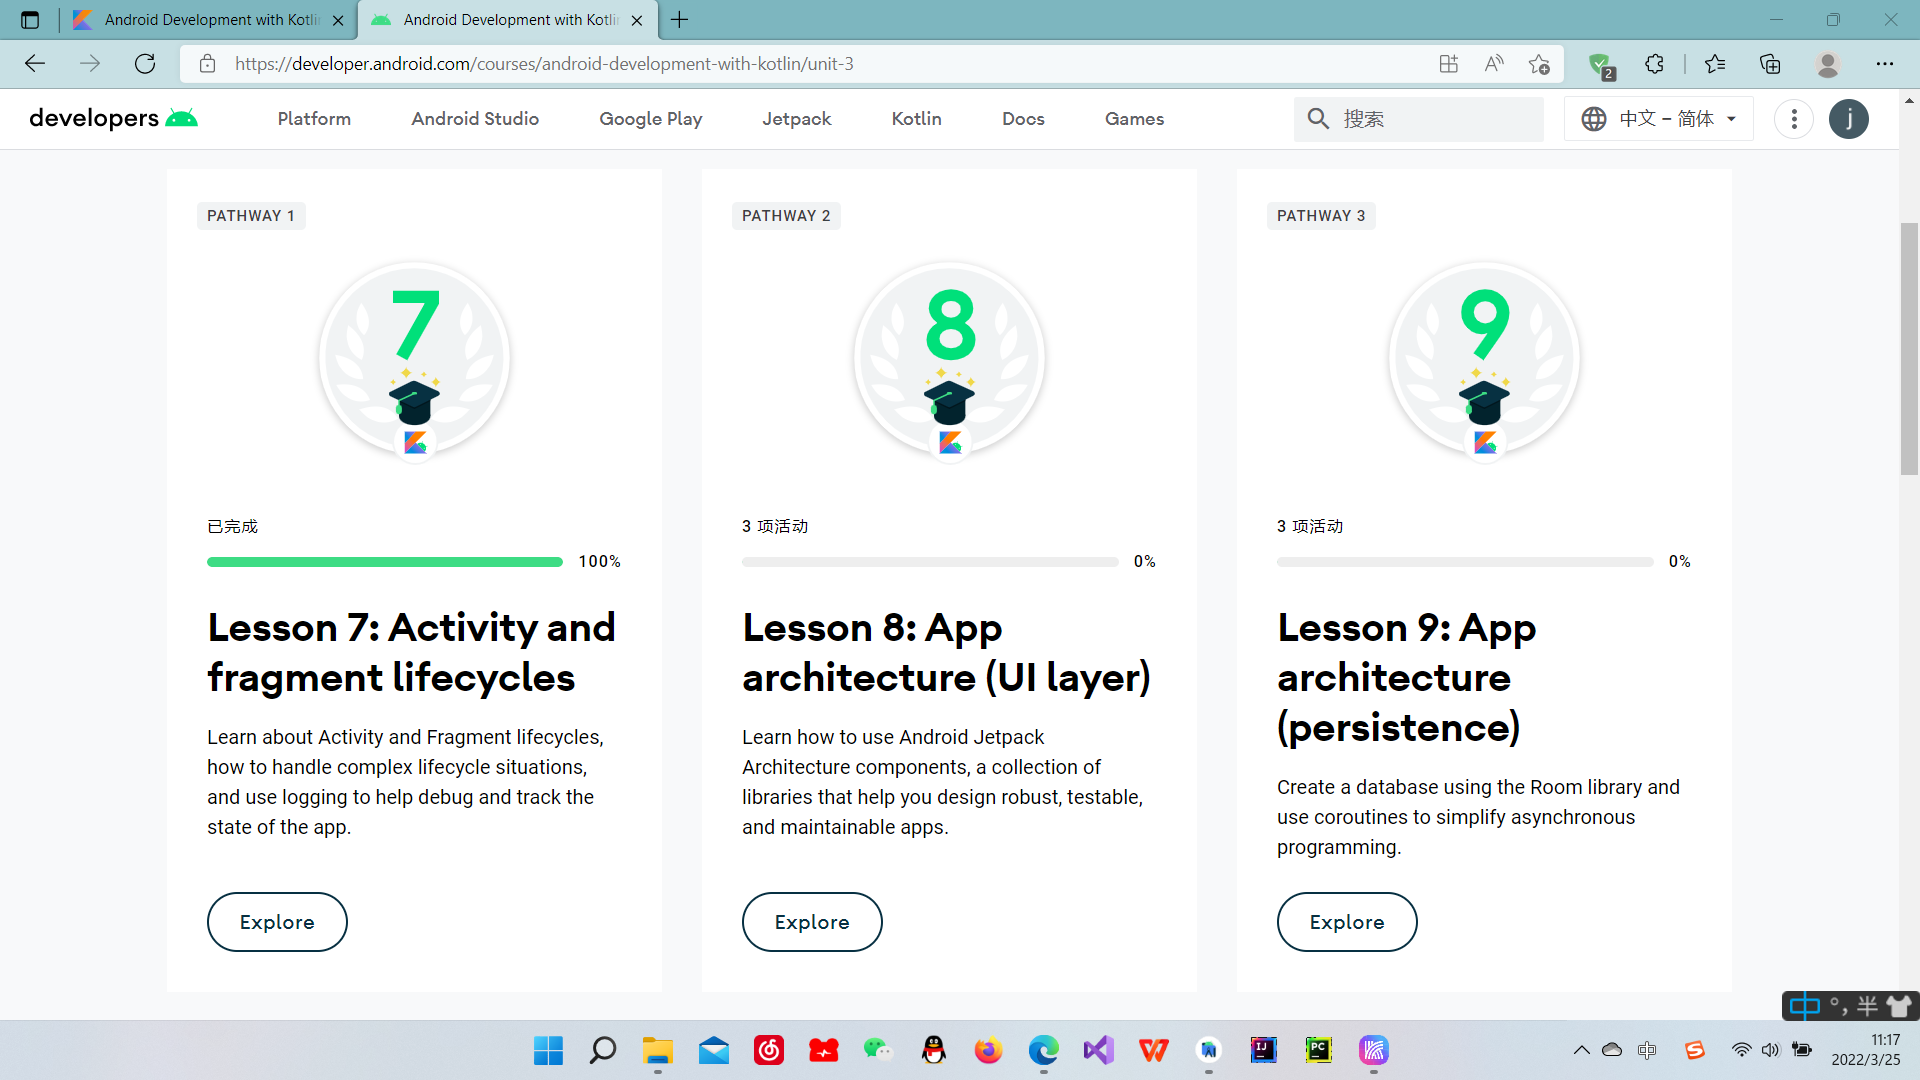 Android Development with Kotli
Android Development with Kotli
https://developer.android.com/courses/android-development-with-kotlin/unit-3
2
developers
Platform
Android Studio
Google Play
Jetpack
Kotlin
Docs
Games
搜索
中文 – 简体
j
PATHWAY 1
7
已完成
100%
Lesson 7: Activity and
fragment lifecycles
Learn about Activity and Fragment lifecycles,
how to handle complex lifecycle situations,
and use logging to help debug and track the
state of the app.
Explore
PATHWAY 2
8
3 项活动
0%
Lesson 8: App
architecture (UI layer)
Learn how to use Android Jetpack
Architecture components, a collection of
libraries that help you design robust, testable,
and maintainable apps.
Explore
PATHWAY 3
9
3 项活动
0%
Lesson 9: App
architecture
(persistence)
Create a database using the Room library and
use coroutines to simplify asynchronous
programming.
Explore
中 °, 半
IJ
PC
中
S
11:17
2022/3/25